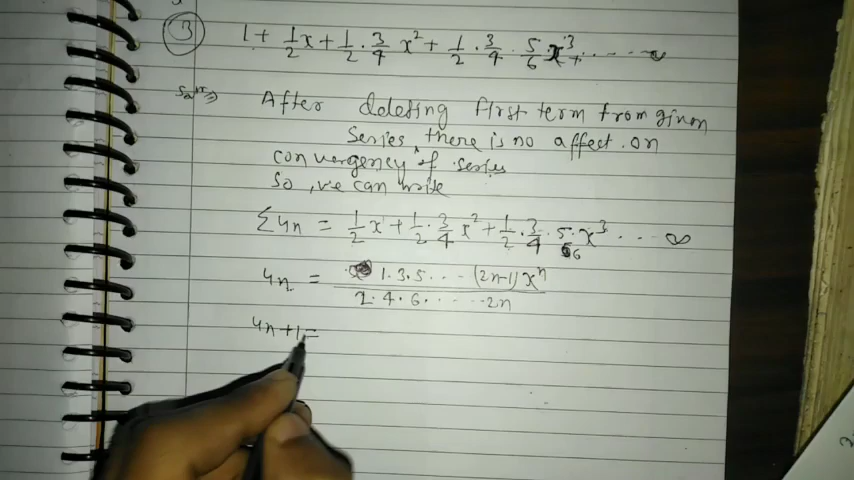 ③ 1 + 1/2 x + 1/2 · 3/4 x² + 1/2 · 3/4 · 5/6 x³ + ...... ∞
Solⁿ ⇒ After deleting first term from given
series, there is no affect on
convergency of series
So, we can write
Σun = 1/2 x + 1/2 · 3/4 x² + 1/2 · 3/4 · 5/6 · x³ ... ∞
un = 1·3·5· ... (2n-1) xⁿ / 2·4·6· ..... 2n
un+1 =